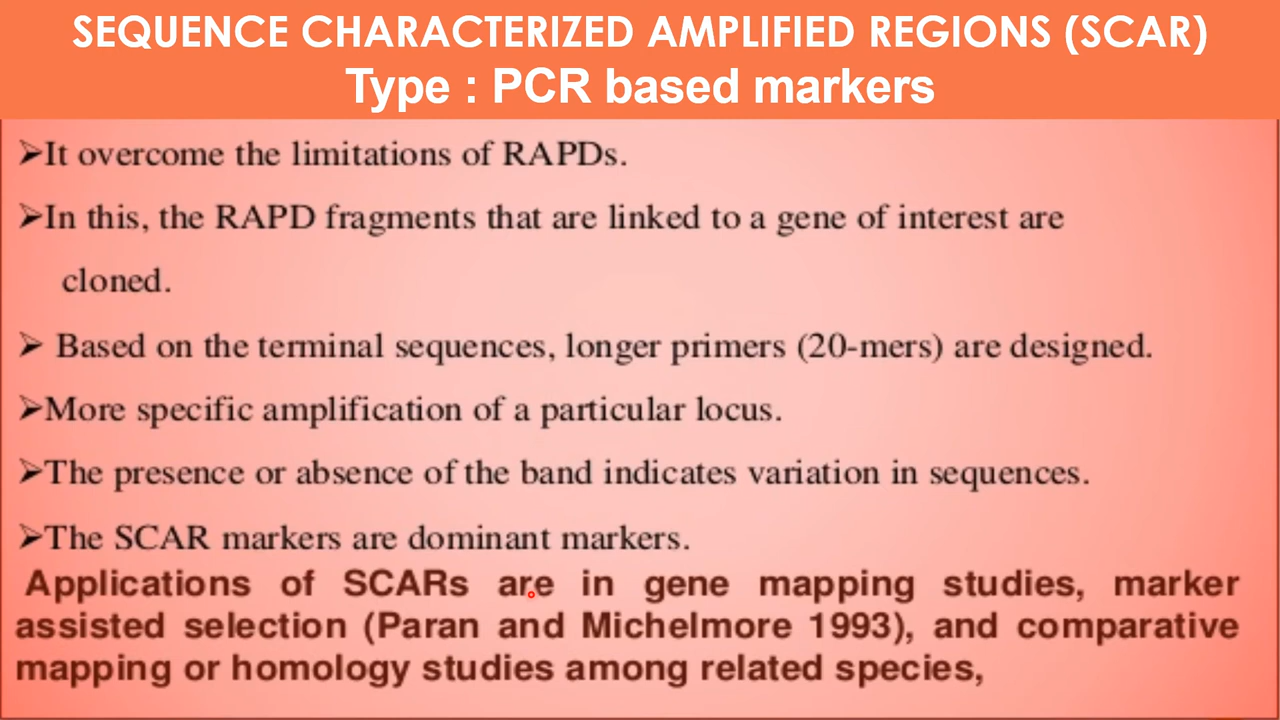 SEQUENCE CHARACTERIZED AMPLIFIED REGIONS (SCAR)
Type : PCR based markers
➢It overcome the limitations of RAPDs.
➢In this, the RAPD fragments that are linked to a gene of interest are
cloned.
➢ Based on the terminal sequences, longer primers (20-mers) are designed.
➢More specific amplification of a particular locus.
➢The presence or absence of the band indicates variation in sequences.
➢The SCAR markers are dominant markers.
Applications of SCARs are in gene mapping studies, marker
assisted selection (Paran and Michelmore 1993), and comparative
mapping or homology studies among related species,